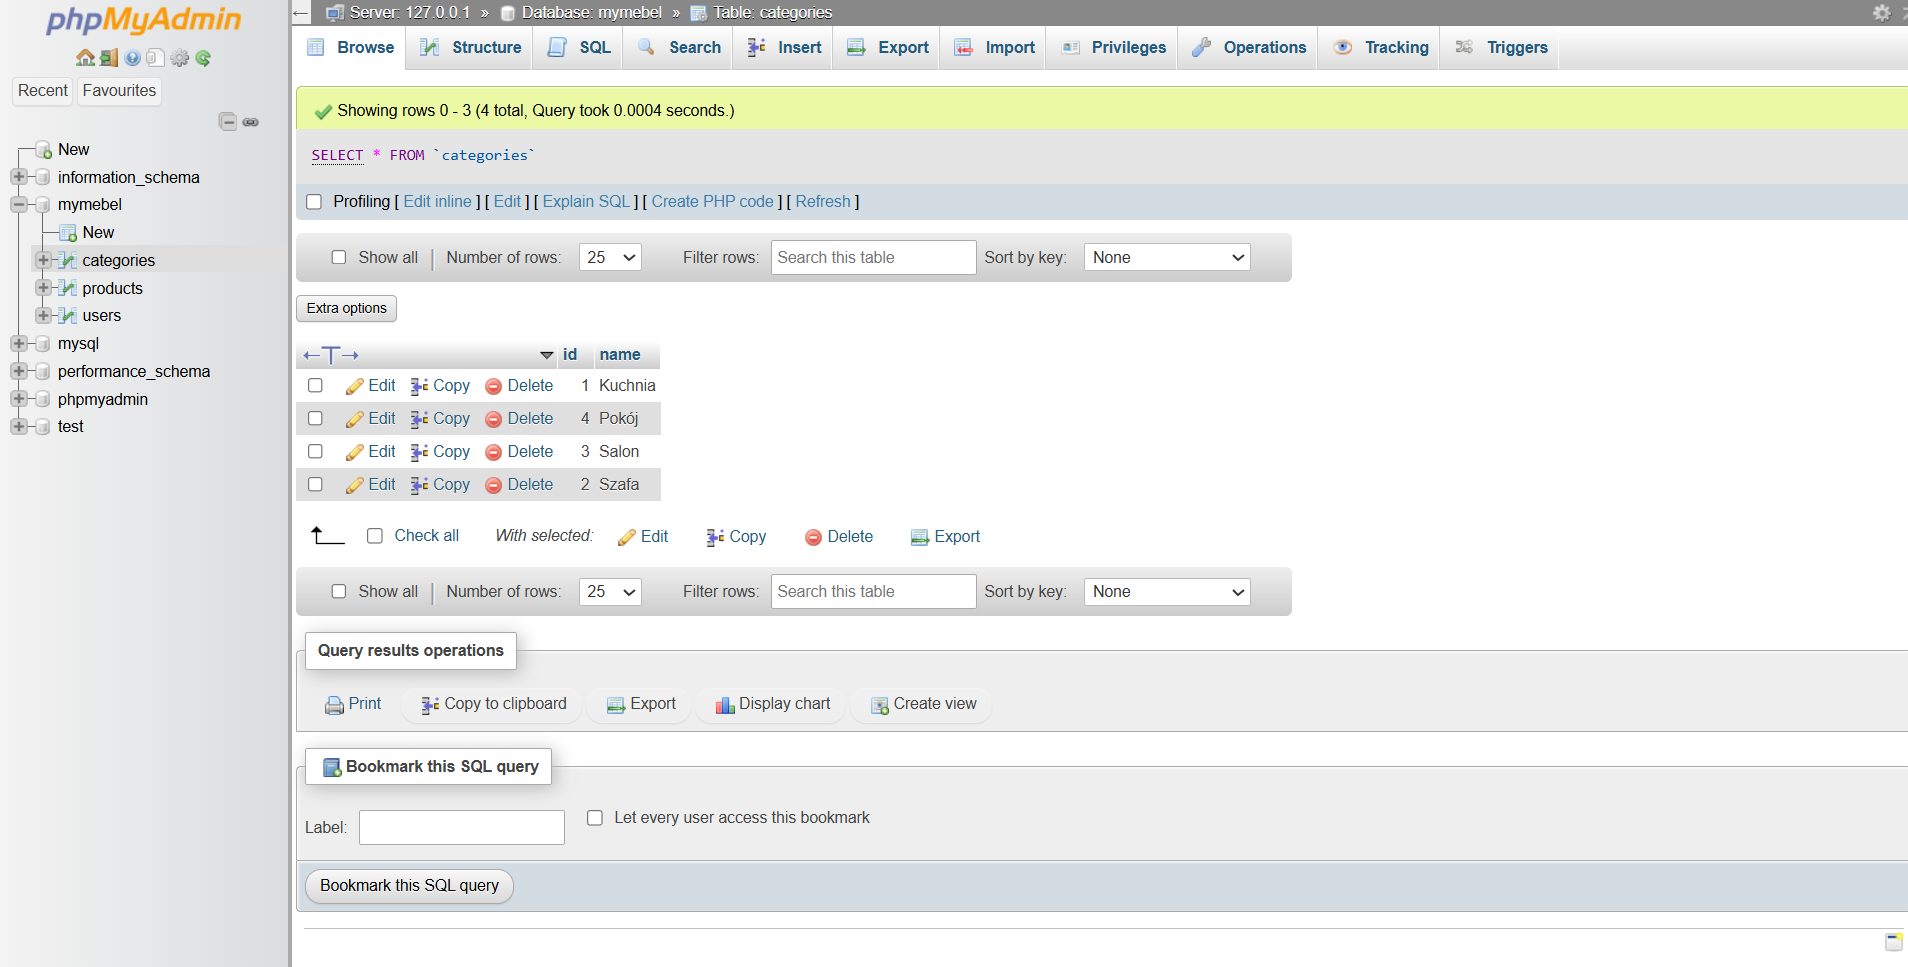 phpMyAdmin
Recent Favourites
New
information_schema
mymebel
New
categories
products
users
mysql
performance_schema
phpmyadmin
test
Server: 127.0.0.1 » Database: mymebel » Table: categories
Browse Structure SQL Search Insert Export Import Privileges Operations Tracking Triggers
Showing rows 0 - 3 (4 total, Query took 0.0004 seconds.)
SELECT * FROM `categories`
Profiling [ Edit inline ] [ Edit ] [ Explain SQL ] [ Create PHP code ] [ Refresh ]
Show all | Number of rows: 25 Filter rows: Search this table Sort by key: None
Extra options
←T→ id name
Edit Copy Delete 1 Kuchnia
Edit Copy Delete 4 Pokój
Edit Copy Delete 3 Salon
Edit Copy Delete 2 Szafa
Check all With selected: Edit Copy Delete Export
Show all | Number of rows: 25 Filter rows: Search this table Sort by key: None
Query results operations
Print Copy to clipboard Export Display chart Create view
Bookmark this SQL query
Label: Let every user access this bookmark
Bookmark this SQL query